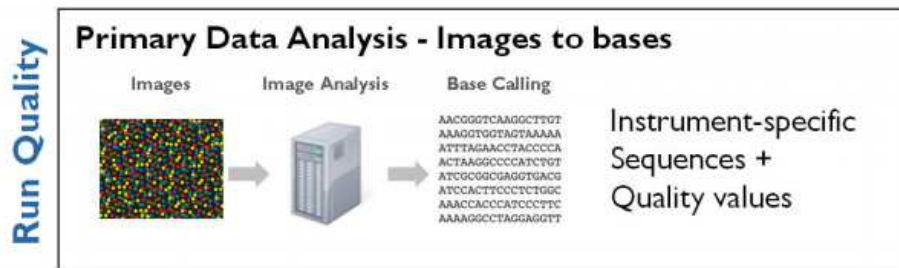 Run Quality
Primary Data Analysis - Images to bases
Images
Image Analysis
Base Calling
AACGGGTCAAGGCTTGT
AAAGGTGGTAGTAAAAA
ATTTAGAACCTACCCCA
ACTAAGGCCCCATCTGT
ATCGCGGCGAGGTGACG
ATCCACTTCCCTCTGGC
AAACCACCCATCCCTTC
AAAAGGCCTAGGAGGTT
Instrument-specific
Sequences +
Quality values